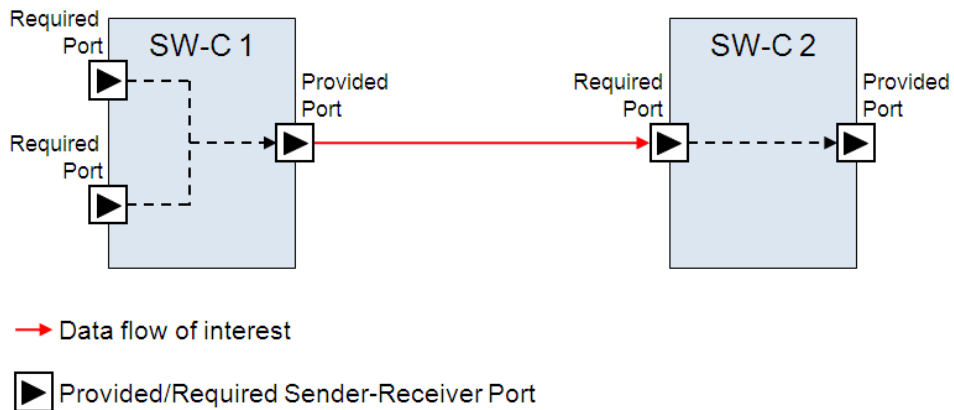 Required
Port
SW-C 1
Provided
Port
Required
Port
Required
Port
SW-C 2
Provided
Port
Data flow of interest
Provided/Required Sender-Receiver Port